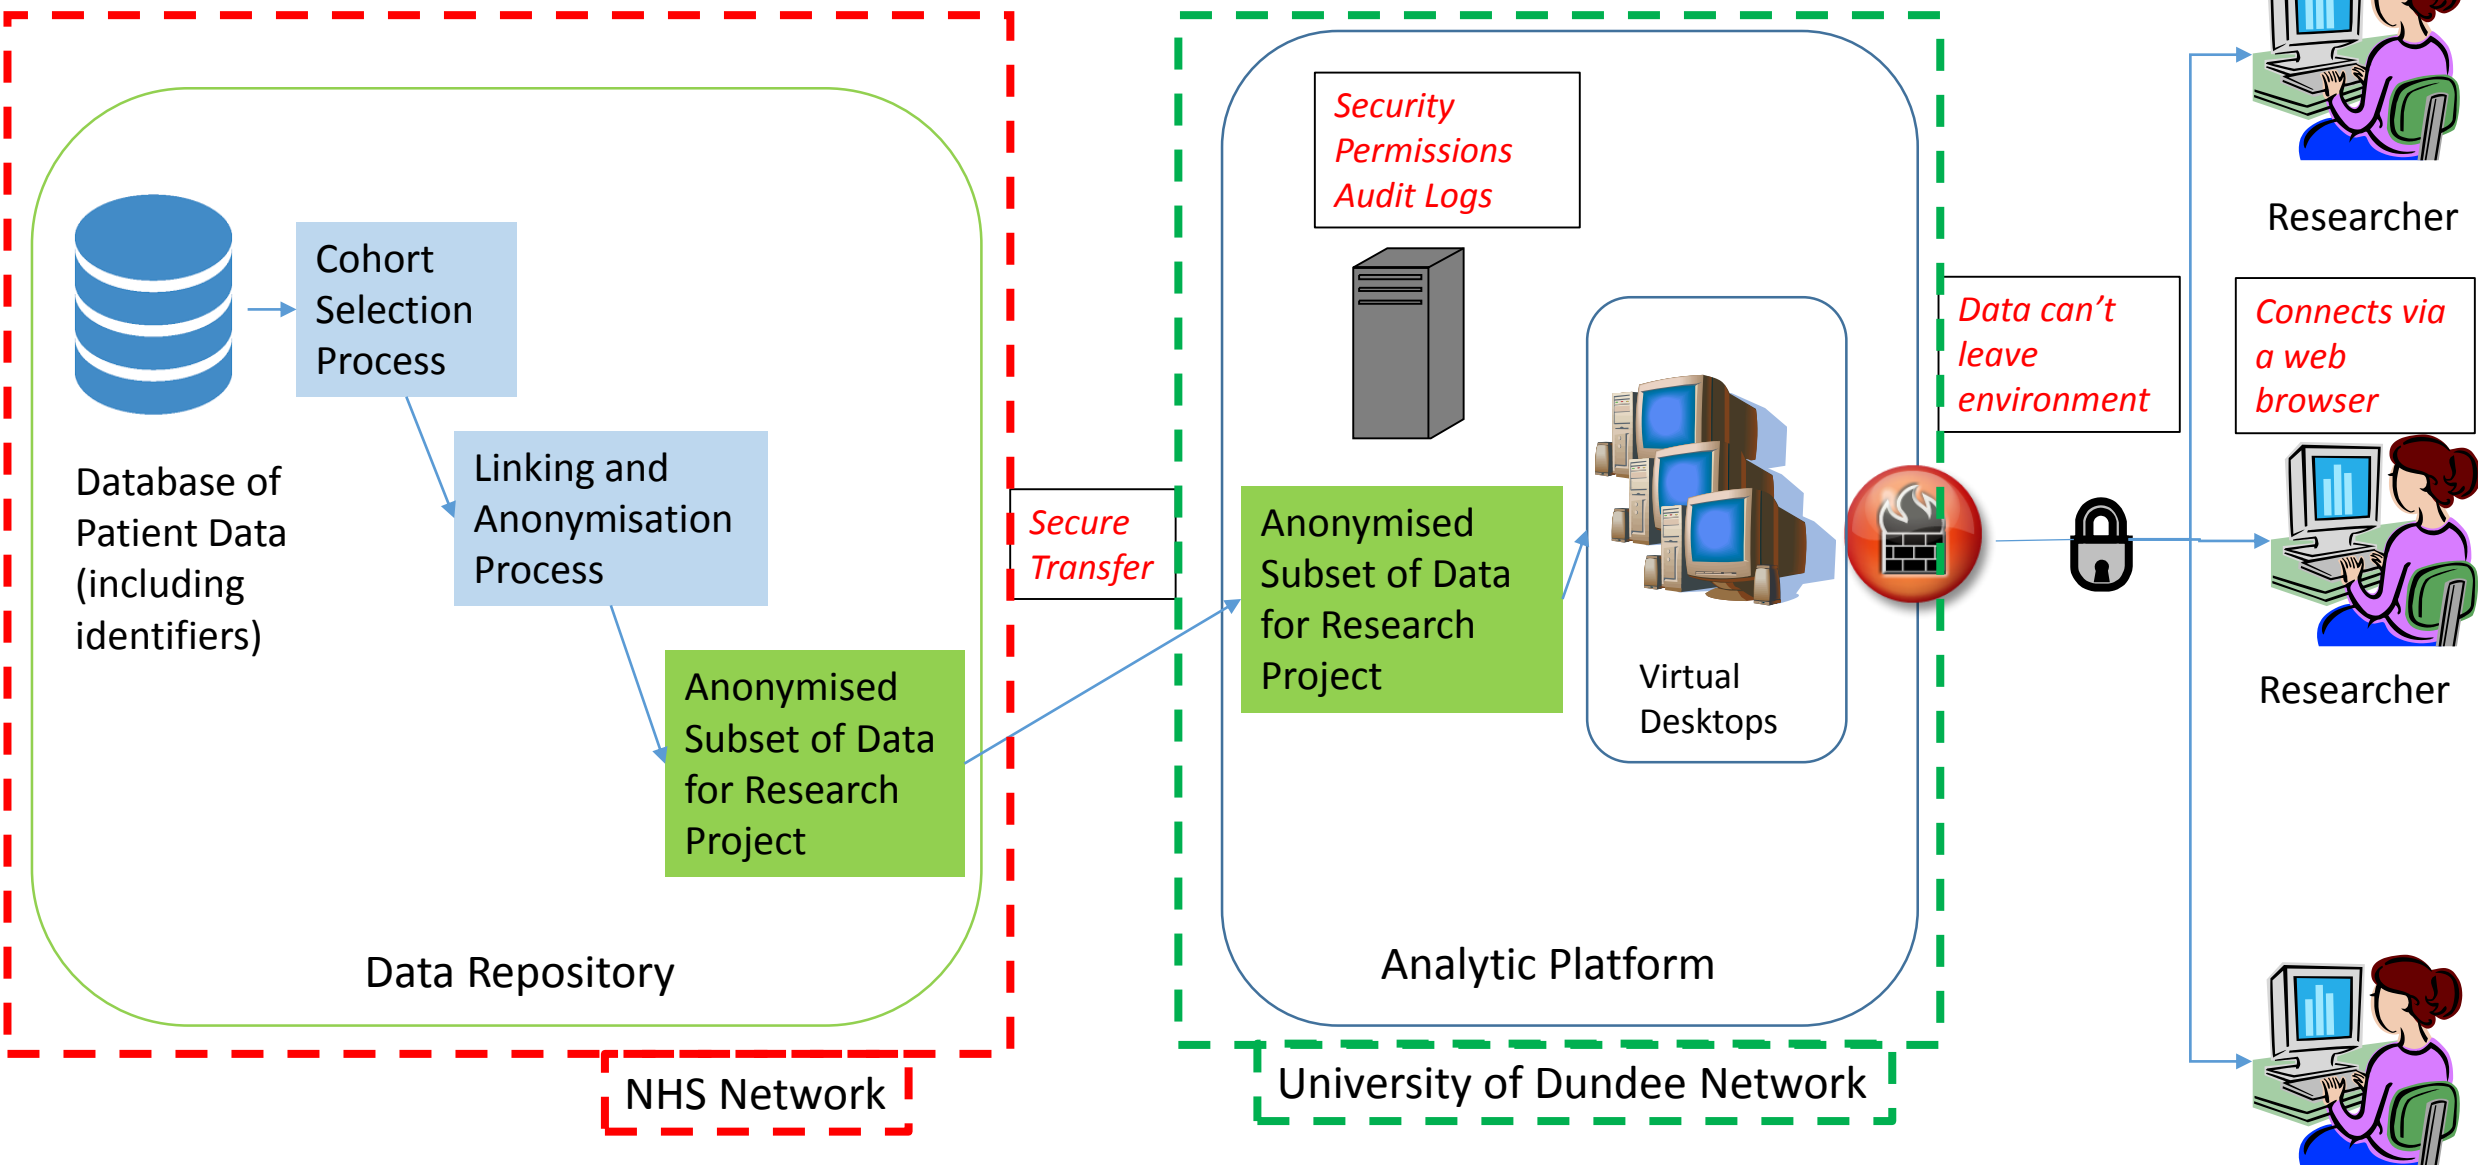 Database of
Patient Data
(including
identifiers)
Cohort
Selection
Process
Linking and
Anonymisation
Process
Anonymised
Subset of Data
for Research
Project
Data Repository
NHS Network
Secure
Transfer
Security
Permissions
Audit Logs
Anonymised
Subset of Data
for Research
Project
Virtual
Desktops
Analytic Platform
University of Dundee Network
Data can’t
leave
environment
Researcher
Connects via
a web
browser
Researcher